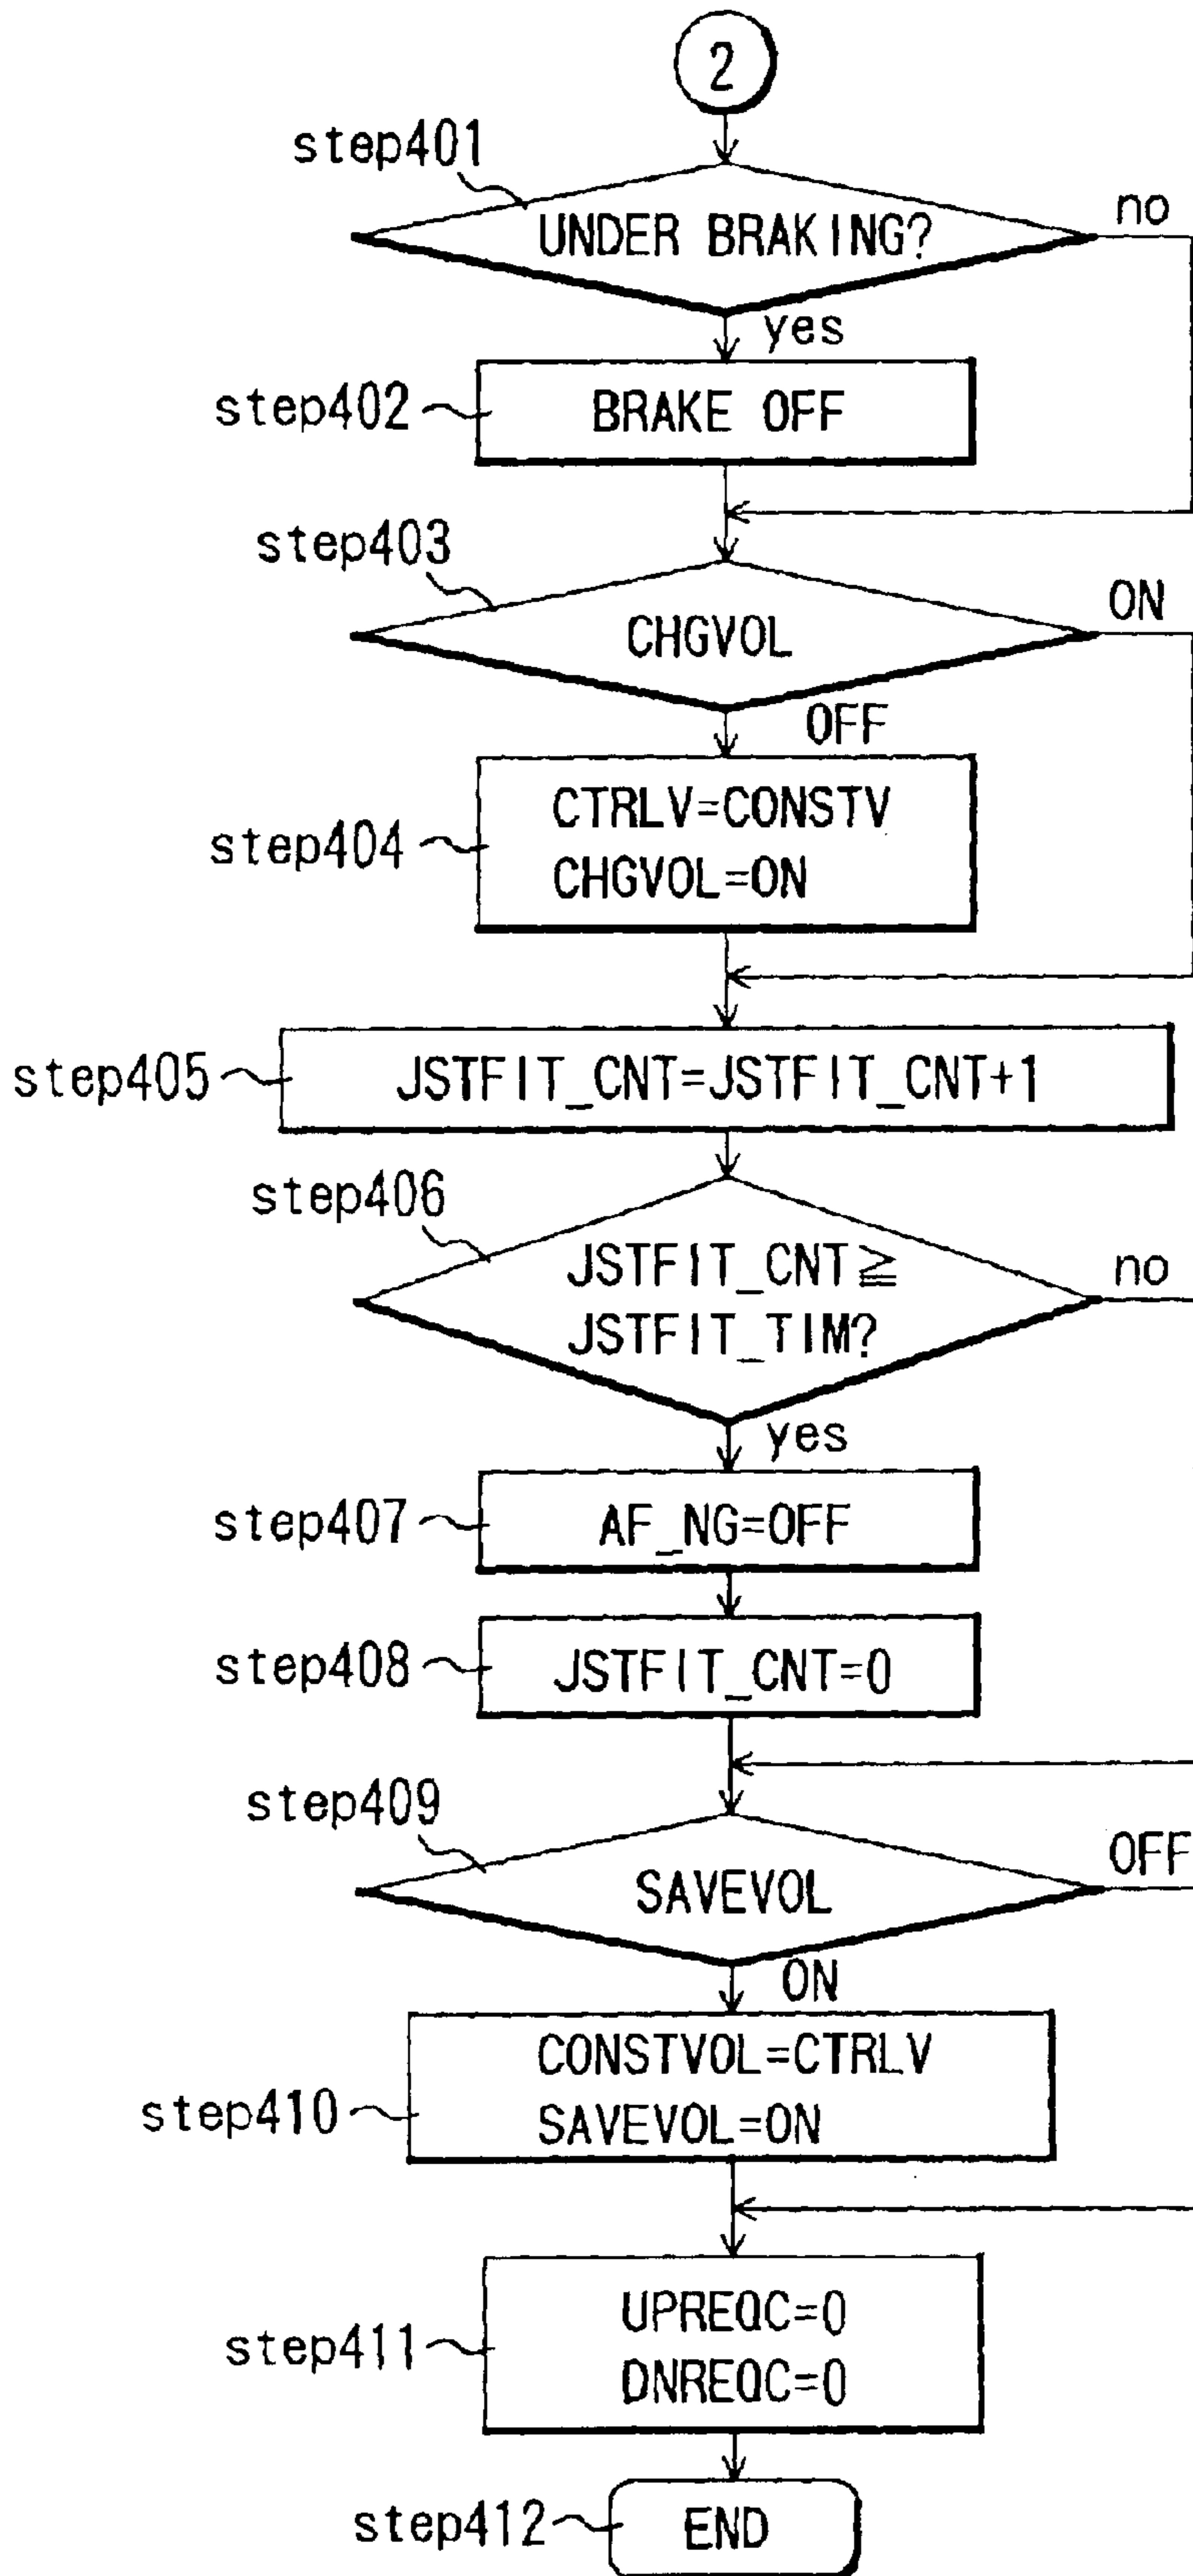 2
step401
UNDER BRAKING?
no
yes
step402
BRAKE OFF
step403
CHGVOL
ON
OFF
step404
CTRLV=CONSTV
CHGVOL=ON
step405
JSTFIT_CNT=JSTFIT_CNT+1
step406
JSTFIT_CNT≧
JSTFIT_TIM?
no
yes
step407
AF_NG=OFF
step408
JSTFIT_CNT=0
step409
SAVEVOL
OFF
ON
step410
CONSTVOL=CTRLV
SAVEVOL=ON
step411
UPREQC=0
DNREQC=0
step412
END